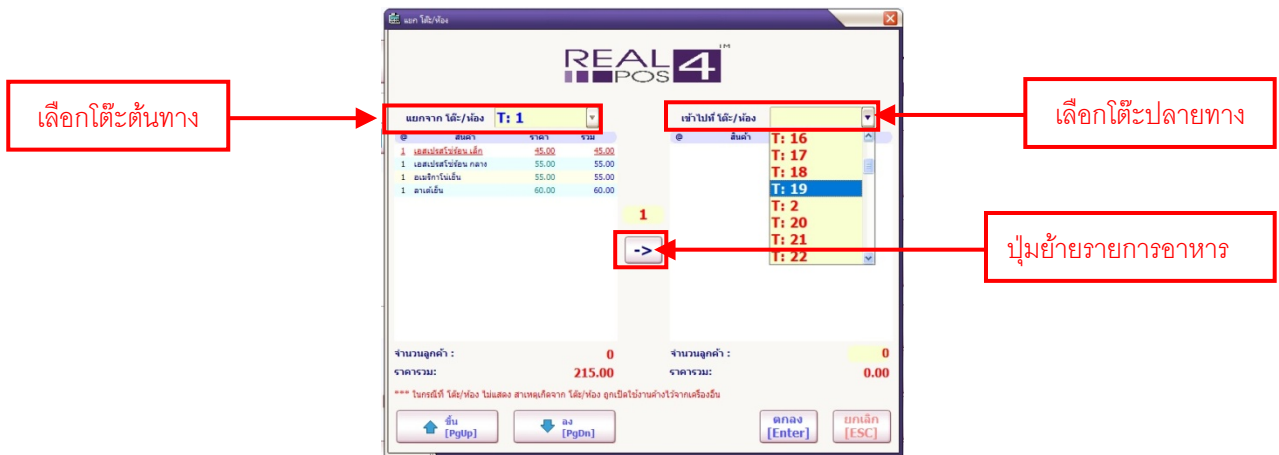 แยก โต๊ะ/ห้อง
REAL POS 4 TM
เลือกโต๊ะต้นทาง
แยกจาก โต๊ะ/ห้อง T: 1
เข้าไปที่ โต๊ะ/ห้อง
เลือกโต๊ะปลายทาง
@ สินค้า ราคา รวม
@ สินค้า
1 เอสเปรสโซ่ร้อน เล็ก 45.00 45.00
1 เอสเปรสโซ่ร้อน กลาง 55.00 55.00
1 อเมริกาโน่เย็น 55.00 55.00
1 ลาเต้เย็น 60.00 60.00
T: 16
T: 17
T: 18
T: 19
T: 2
T: 20
T: 21
T: 22
1
->
ปุ่มย้ายรายการอาหาร
จำนวนลูกค้า : 0
จำนวนลูกค้า : 0
ราคารวม: 215.00
ราคารวม: 0.00
*** ในกรณีที่ โต๊ะ/ห้อง ไม่แสดง สาเหตุเกิดจาก โต๊ะ/ห้อง ถูกเปิดใช้งานค้างไว้จากเครื่องอื่น
ขึ้น
[PgUp]
ลง
[PgDn]
ตกลง
[Enter]
ยกเลิก
[ESC]